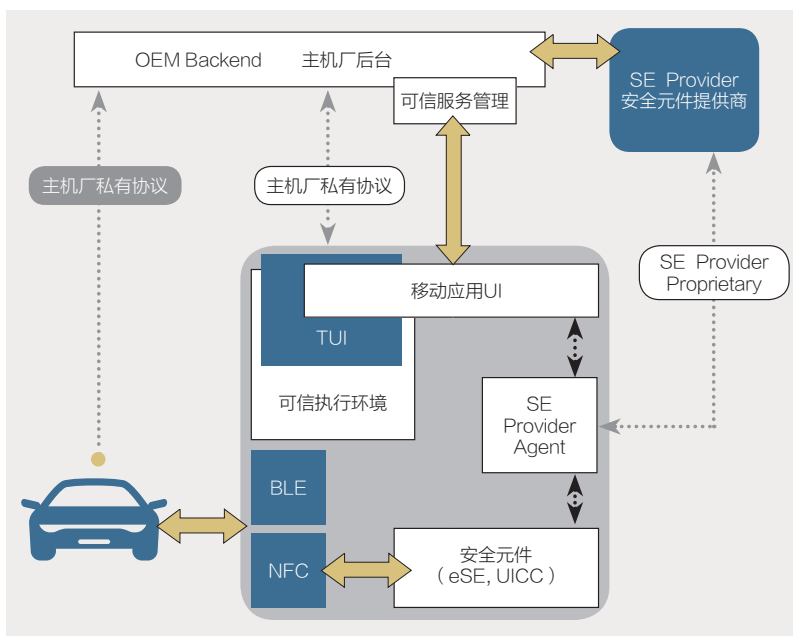 OEM Backend 主机厂后台
可信服务管理
SE Provider
安全元件提供商
主机厂私有协议
主机厂私有协议
SE Provider
Proprietary
移动应用UI
TUI
可信执行环境
SE
Provider
Agent
BLE
NFC
安全元件
（eSE, UICC）